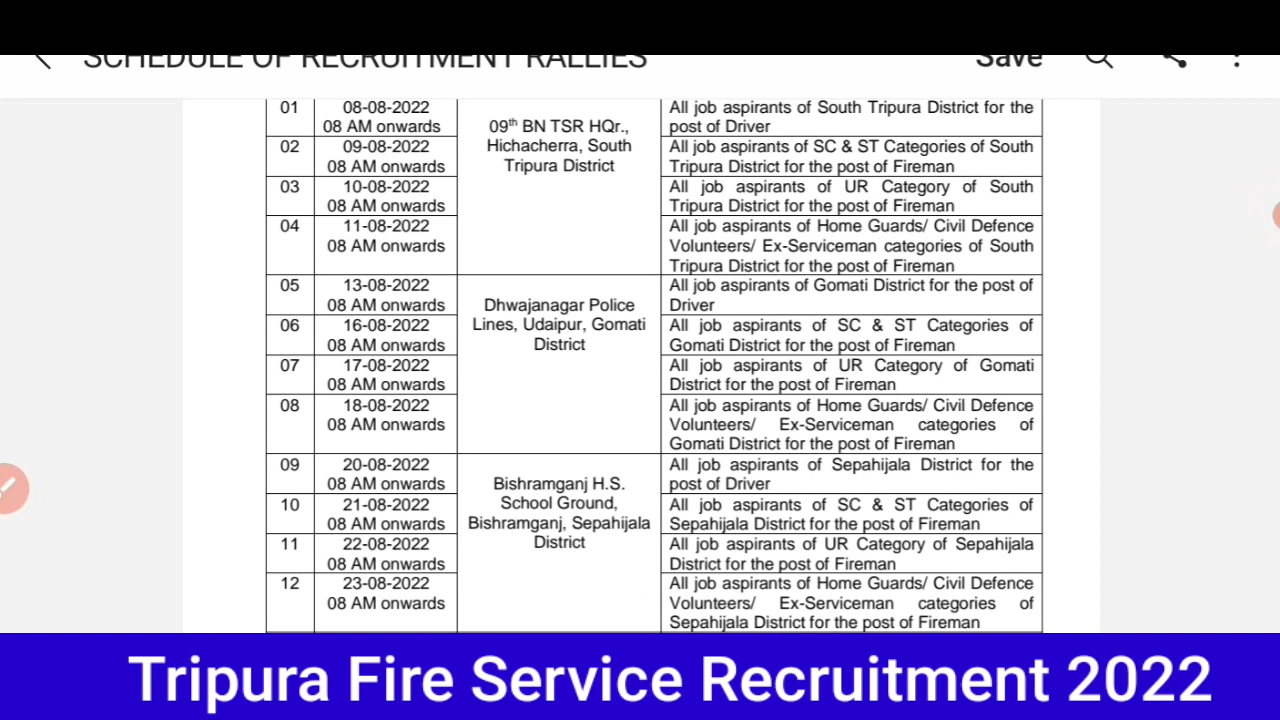 SCHEDULE OF RECRUITMENT RALLIES Save
01 08-08-2022 08 AM onwards 09th BN TSR HQr., Hichacherra, South Tripura District All job aspirants of South Tripura District for the post of Driver
02 09-08-2022 08 AM onwards All job aspirants of SC & ST Categories of South Tripura District for the post of Fireman
03 10-08-2022 08 AM onwards All job aspirants of UR Category of South Tripura District for the post of Fireman
04 11-08-2022 08 AM onwards All job aspirants of Home Guards/ Civil Defence Volunteers/ Ex-Serviceman categories of South Tripura District for the post of Fireman
05 13-08-2022 08 AM onwards Dhwajanagar Police Lines, Udaipur, Gomati District All job aspirants of Gomati District for the post of Driver
06 16-08-2022 08 AM onwards All job aspirants of SC & ST Categories of Gomati District for the post of Fireman
07 17-08-2022 08 AM onwards All job aspirants of UR Category of Gomati District for the post of Fireman
08 18-08-2022 08 AM onwards All job aspirants of Home Guards/ Civil Defence Volunteers/ Ex-Serviceman categories of Gomati District for the post of Fireman
09 20-08-2022 08 AM onwards Bishramganj H.S. School Ground, Bishramganj, Sepahijala District All job aspirants of Sepahijala District for the post of Driver
10 21-08-2022 08 AM onwards All job aspirants of SC & ST Categories of Sepahijala District for the post of Fireman
11 22-08-2022 08 AM onwards All job aspirants of UR Category of Sepahijala District for the post of Fireman
12 23-08-2022 08 AM onwards All job aspirants of Home Guards/ Civil Defence Volunteers/ Ex-Serviceman categories of Sepahijala District for the post of Fireman
Tripura Fire Service Recruitment 2022